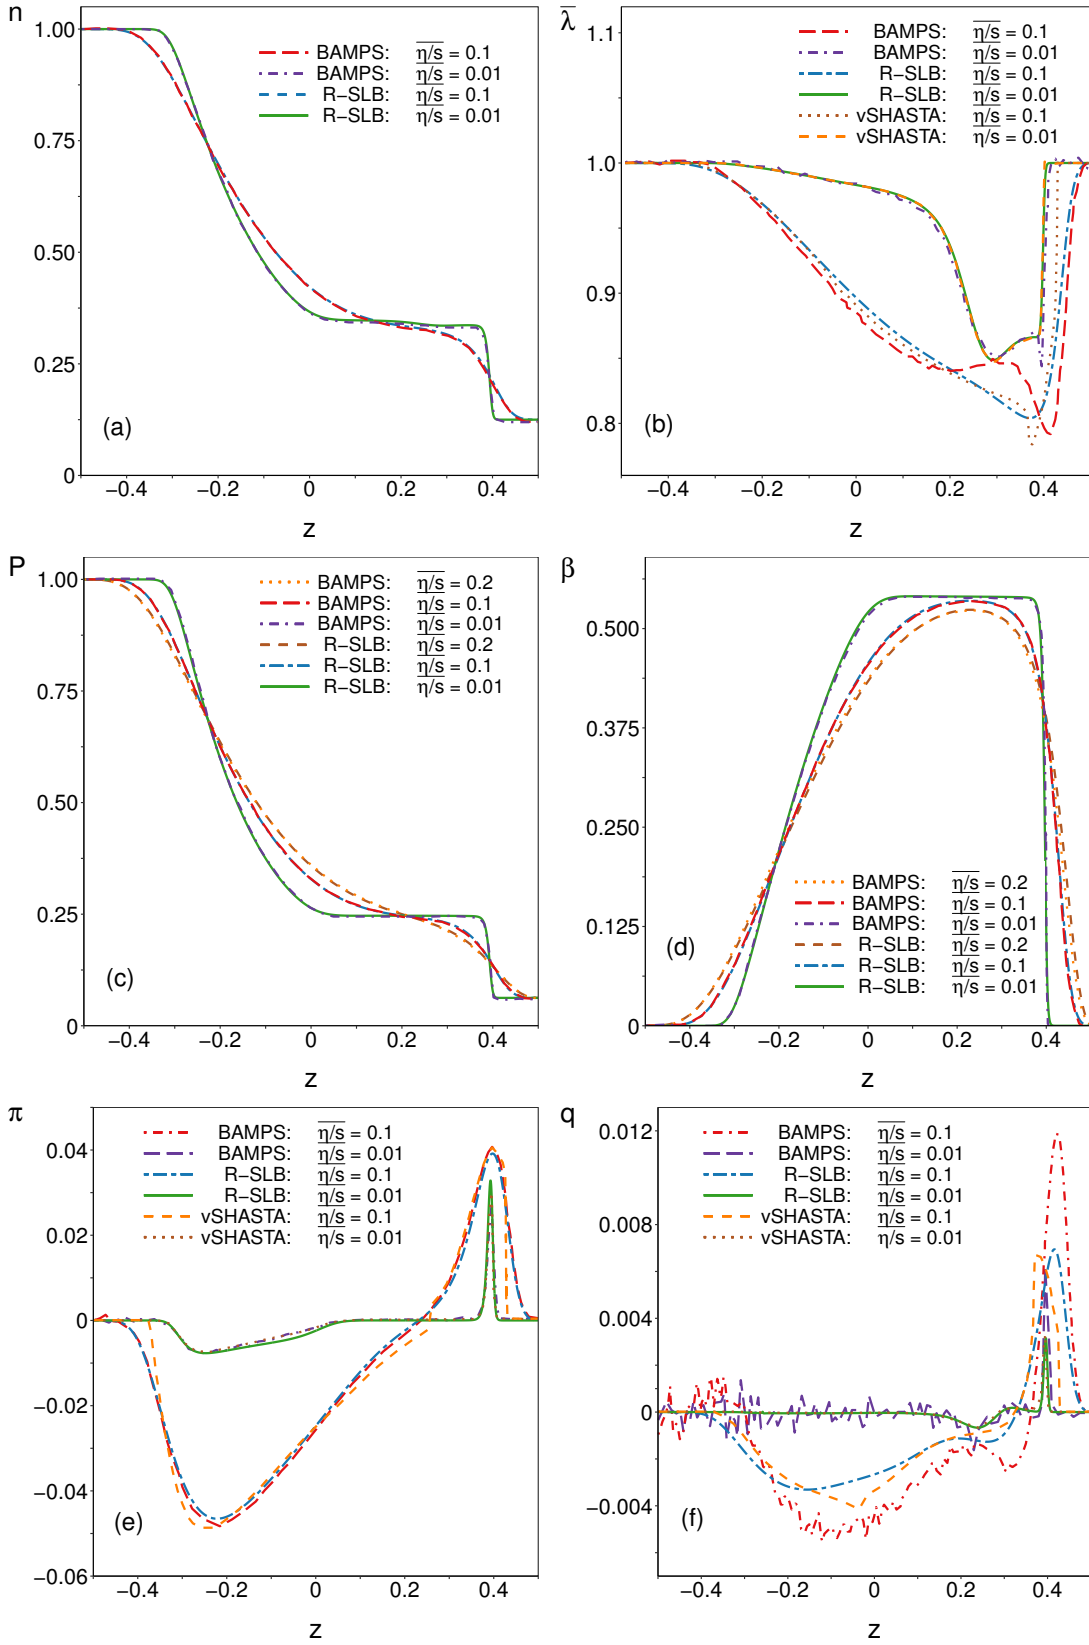 n
1.00
0.75
0.50
0.25
0
BAMPS: η/s = 0.1
BAMPS: η/s = 0.01
R−SLB: η/s = 0.1
R−SLB: η/s = 0.01
(a)
−0.4 −0.2 0 0.2 0.4
z
λ
1.1
1.0
0.9
0.8
BAMPS: η/s = 0.1
BAMPS: η/s = 0.01
R−SLB: η/s = 0.1
R−SLB: η/s = 0.01
vSHASTA: η/s = 0.1
vSHASTA: η/s = 0.01
(b)
−0.4 −0.2 0 0.2 0.4
z
P
1.00
0.75
0.50
0.25
0
BAMPS: η/s = 0.2
BAMPS: η/s = 0.1
BAMPS: η/s = 0.01
R−SLB: η/s = 0.2
R−SLB: η/s = 0.1
R−SLB: η/s = 0.01
(c)
−0.4 −0.2 0 0.2 0.4
z
β
0.500
0.375
0.250
0.125
0
BAMPS: η/s = 0.2
BAMPS: η/s = 0.1
BAMPS: η/s = 0.01
R−SLB: η/s = 0.2
R−SLB: η/s = 0.1
R−SLB: η/s = 0.01
(d)
−0.4 −0.2 0 0.2 0.4
z
π
0.04
0.02
0
−0.02
−0.04
−0.06
BAMPS: η/s = 0.1
BAMPS: η/s = 0.01
R−SLB: η/s = 0.1
R−SLB: η/s = 0.01
vSHASTA: η/s = 0.1
vSHASTA: η/s = 0.01
(e)
−0.4 −0.2 0 0.2 0.4
z
q
0.012
0.008
0.004
0
−0.004
BAMPS: η/s = 0.1
BAMPS: η/s = 0.01
R−SLB: η/s = 0.1
R−SLB: η/s = 0.01
vSHASTA: η/s = 0.1
vSHASTA: η/s = 0.01
(f)
−0.4 −0.2 0 0.2 0.4
z